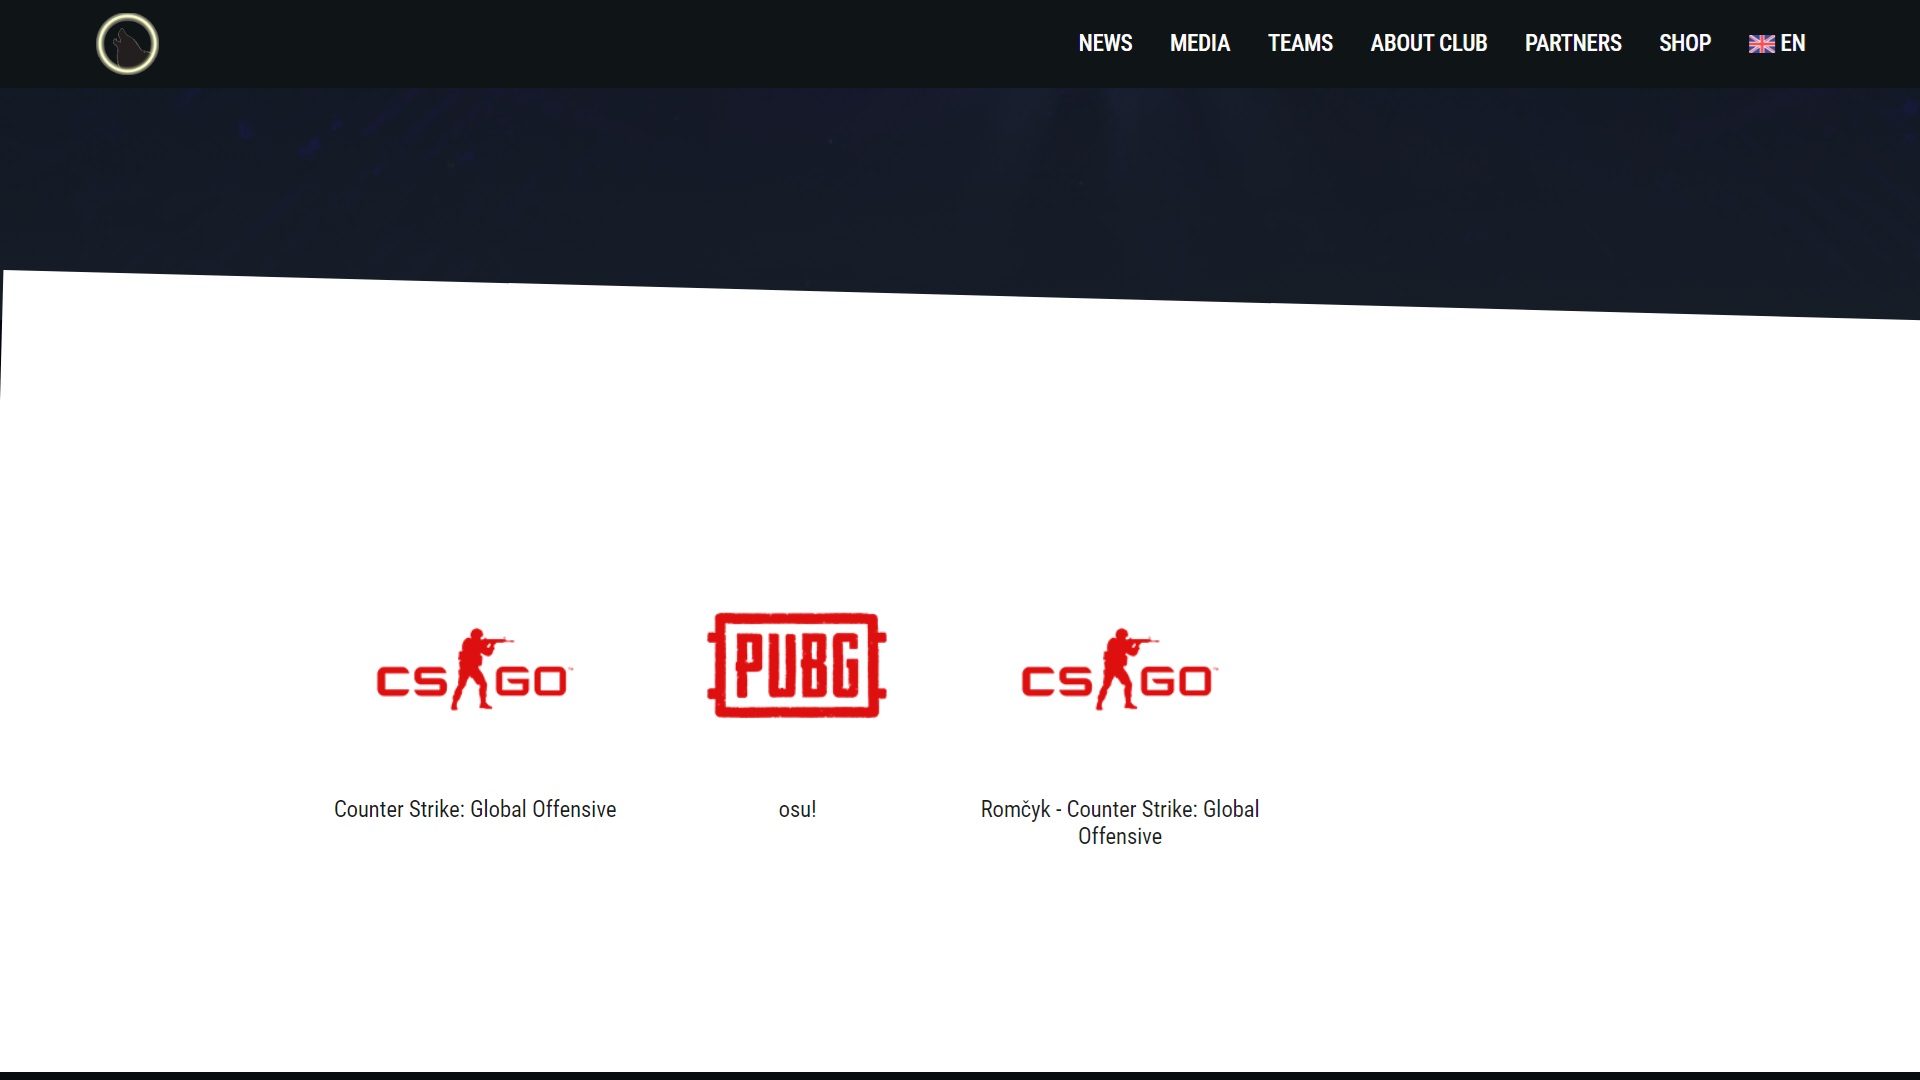 NEWS MEDIA TEAMS ABOUT CLUB PARTNERS SHOP EN
CS GO PUBG CS GO
Counter Strike: Global Offensive osu! Romčyk - Counter Strike: Global
Offensive